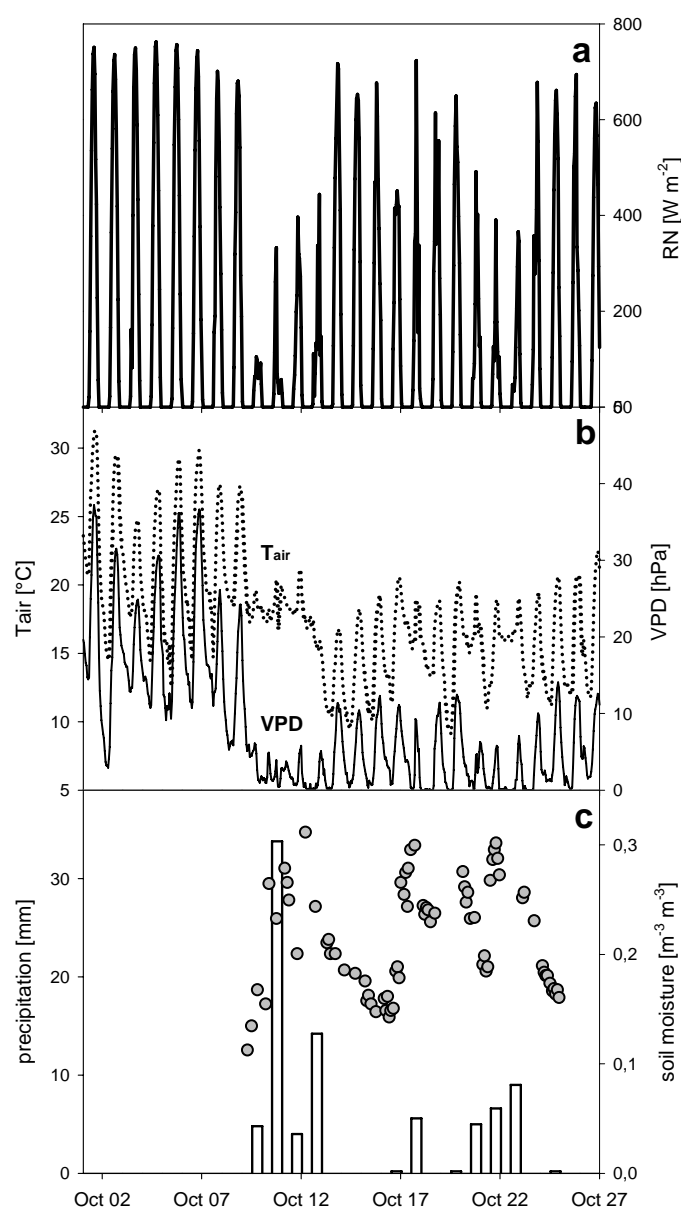 800
a
600
RN [W m-2]
400
200
0
50
30
b
40
25
Tair
30
20
Tair [°C]
VPD [hPa]
20
15
VPD
10
10
5
0
c
0,3
30
precipitation [mm]
soil moisture [m-3 m-3]
0,2
20
10
0,1
0
0,0
Oct 02 Oct 07 Oct 12 Oct 17 Oct 22 Oct 27